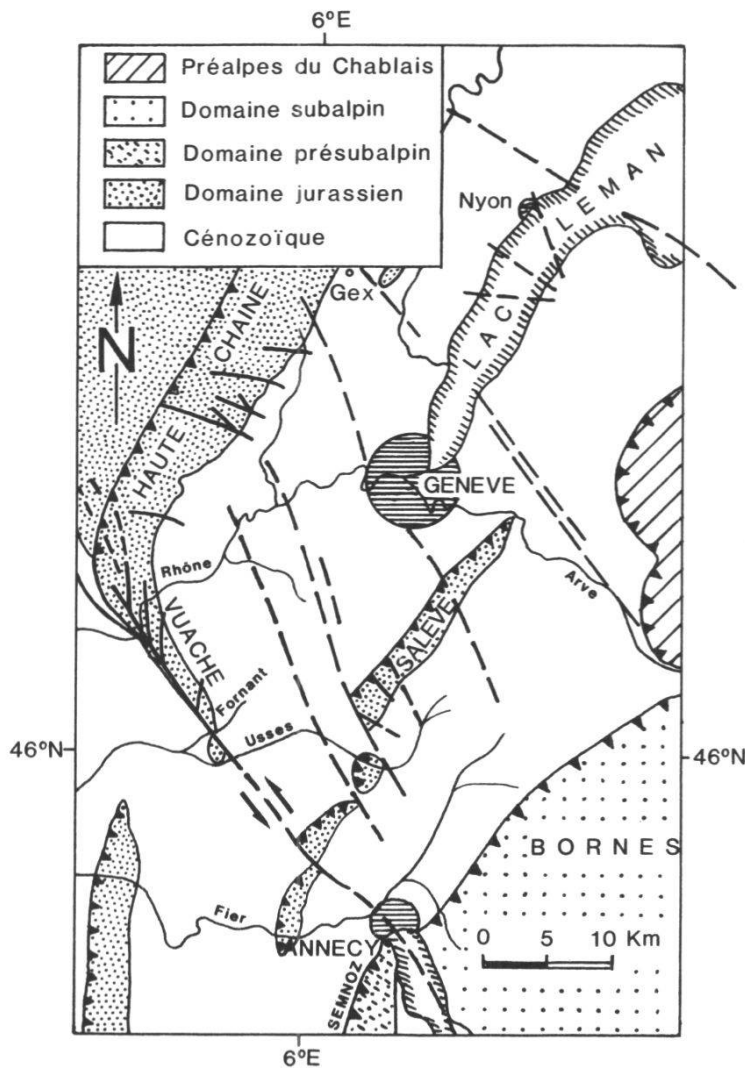 6°E
Préalpes du Chablais
Domaine subalpin
Domaine présubalpin
Domaine jurassien
Cénozoïque
N
Nyon
LAC LEMAN
Gex
HAUTE CHAINE
GENEVE
Rhône
Arve
VUACHE
SALÈVE
Fornant
Usses
46°N
46°N
BORNES
Fier
ANNECY
0 5 10 Km
SEMNOZ
6°E